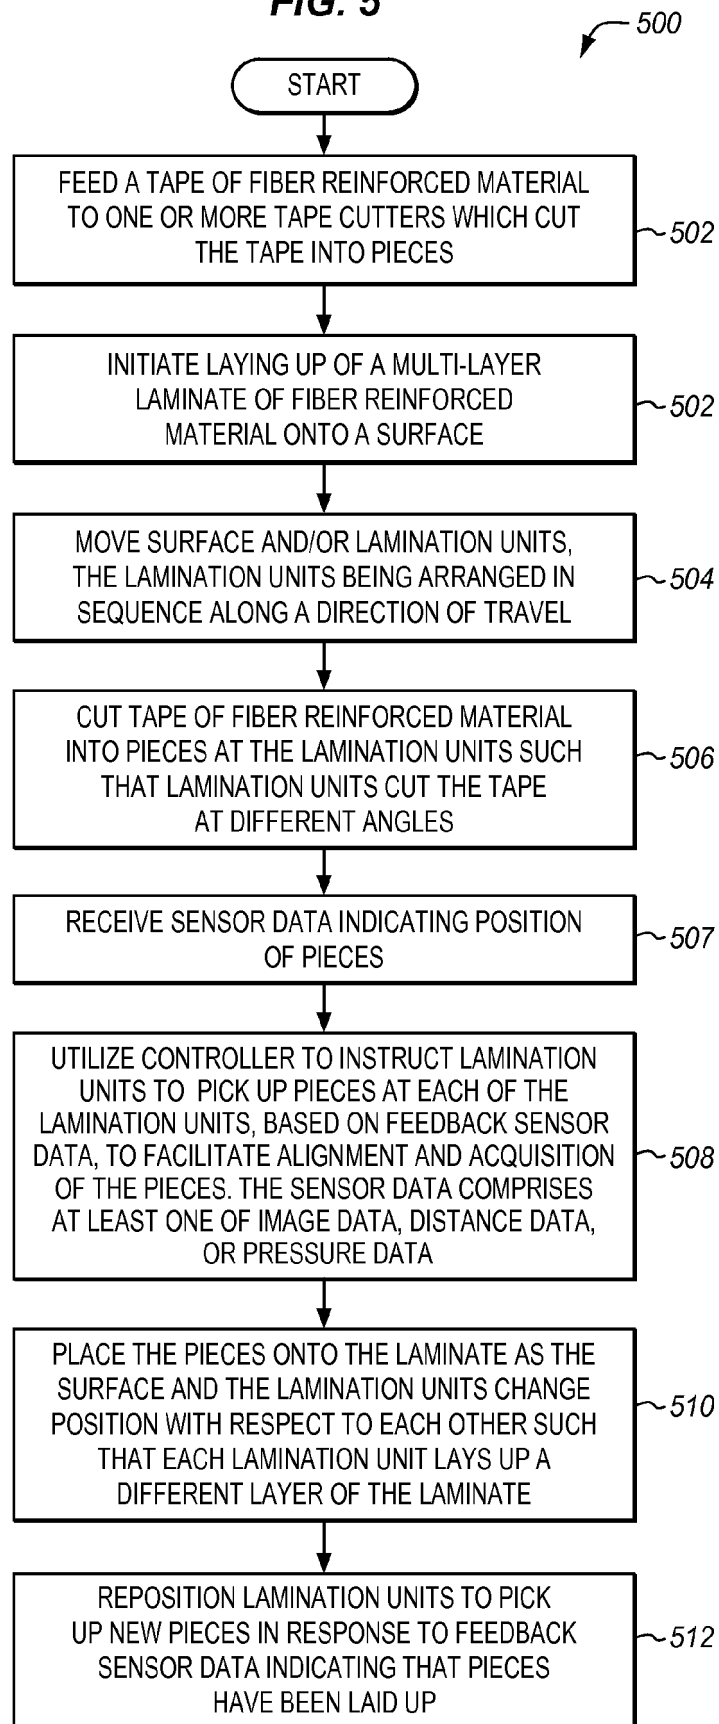 FIG. 5
500
START
FEED A TAPE OF FIBER REINFORCED MATERIAL
TO ONE OR MORE TAPE CUTTERS WHICH CUT
THE TAPE INTO PIECES
502
INITIATE LAYING UP OF A MULTI-LAYER
LAMINATE OF FIBER REINFORCED
MATERIAL ONTO A SURFACE
502
MOVE SURFACE AND/OR LAMINATION UNITS,
THE LAMINATION UNITS BEING ARRANGED IN
SEQUENCE ALONG A DIRECTION OF TRAVEL
504
CUT TAPE OF FIBER REINFORCED MATERIAL
INTO PIECES AT THE LAMINATION UNITS SUCH
THAT LAMINATION UNITS CUT THE TAPE
AT DIFFERENT ANGLES
506
RECEIVE SENSOR DATA INDICATING POSITION
OF PIECES
507
UTILIZE CONTROLLER TO INSTRUCT LAMINATION
UNITS TO PICK UP PIECES AT EACH OF THE
LAMINATION UNITS, BASED ON FEEDBACK SENSOR
DATA, TO FACILITATE ALIGNMENT AND ACQUISITION
OF THE PIECES. THE SENSOR DATA COMPRISES
AT LEAST ONE OF IMAGE DATA, DISTANCE DATA,
OR PRESSURE DATA
508
PLACE THE PIECES ONTO THE LAMINATE AS THE
SURFACE AND THE LAMINATION UNITS CHANGE
POSITION WITH RESPECT TO EACH OTHER SUCH
THAT EACH LAMINATION UNIT LAYS UP A
DIFFERENT LAYER OF THE LAMINATE
510
REPOSITION LAMINATION UNITS TO PICK
UP NEW PIECES IN RESPONSE TO FEEDBACK
SENSOR DATA INDICATING THAT PIECES
HAVE BEEN LAID UP
512